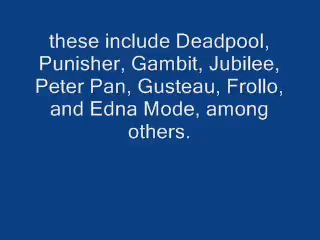 these include Deadpool,
Punisher, Gambit, Jubilee,
Peter Pan, Gusteau, Frollo,
and Edna Mode, among
others.